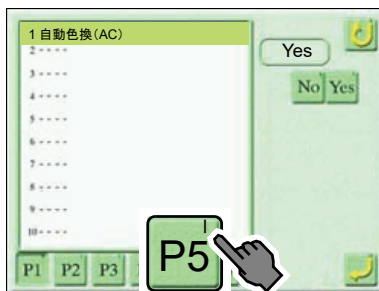 1 自動色換(AC)
2 - - - -
3 - - - -
4 - - - -
5 - - - -
6 - - - -
7 - - - -
8 - - - -
9 - - - -
10 - - - -
Yes
No Yes
P1 P2 P3
P5